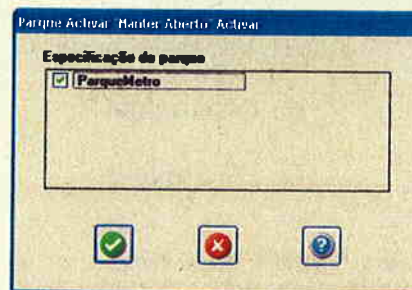 Parque Activar "Manter Aberto" Activar
Especificação do parque
ParqueMetro